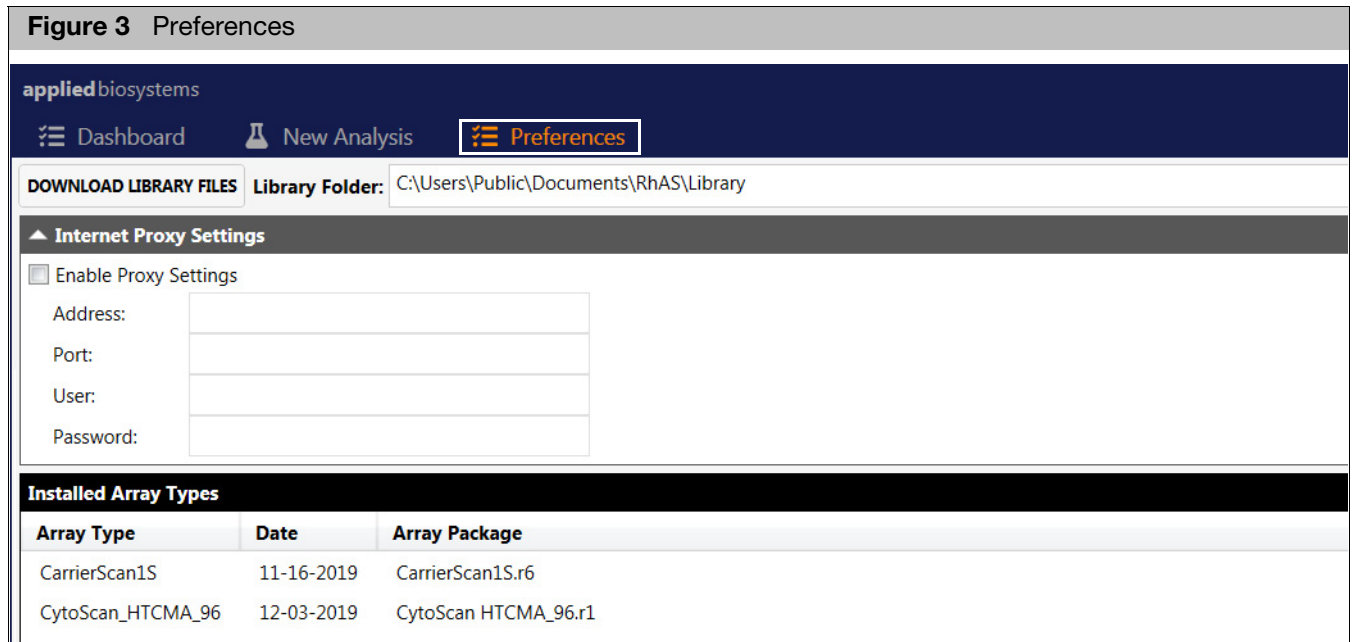 Figure 3 Preferences
applied biosystems
Dashboard New Analysis Preferences
DOWNLOAD LIBRARY FILES Library Folder: C:\Users\Public\Documents\RhAS\Library
Internet Proxy Settings
Enable Proxy Settings
Address:
Port:
User:
Password:
Installed Array Types
Array Type Date Array Package
CarrierScan1S 11-16-2019 CarrierScan1S.r6
CytoScan_HTCMA_96 12-03-2019 CytoScan HTCMA_96.r1